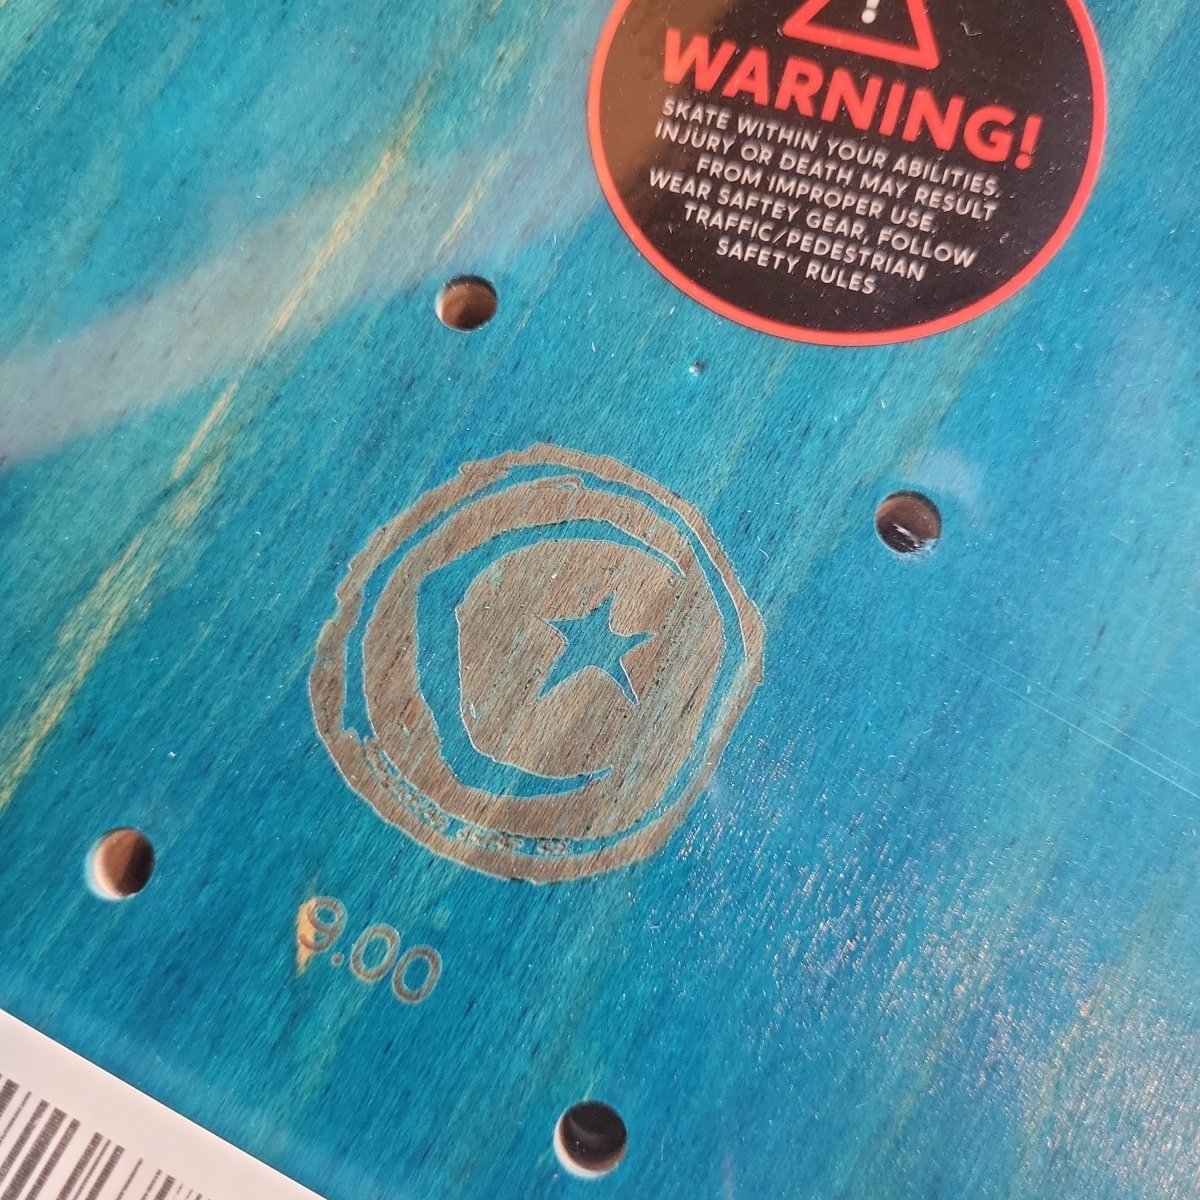 !
WARNING!
SKATE WITHIN YOUR ABILITIES.
INJURY OR DEATH MAY RESULT
FROM IMPROPER USE.
WEAR SAFTEY GEAR, FOLLOW
TRAFFIC/PEDESTRIAN
SAFETY RULES
9.00